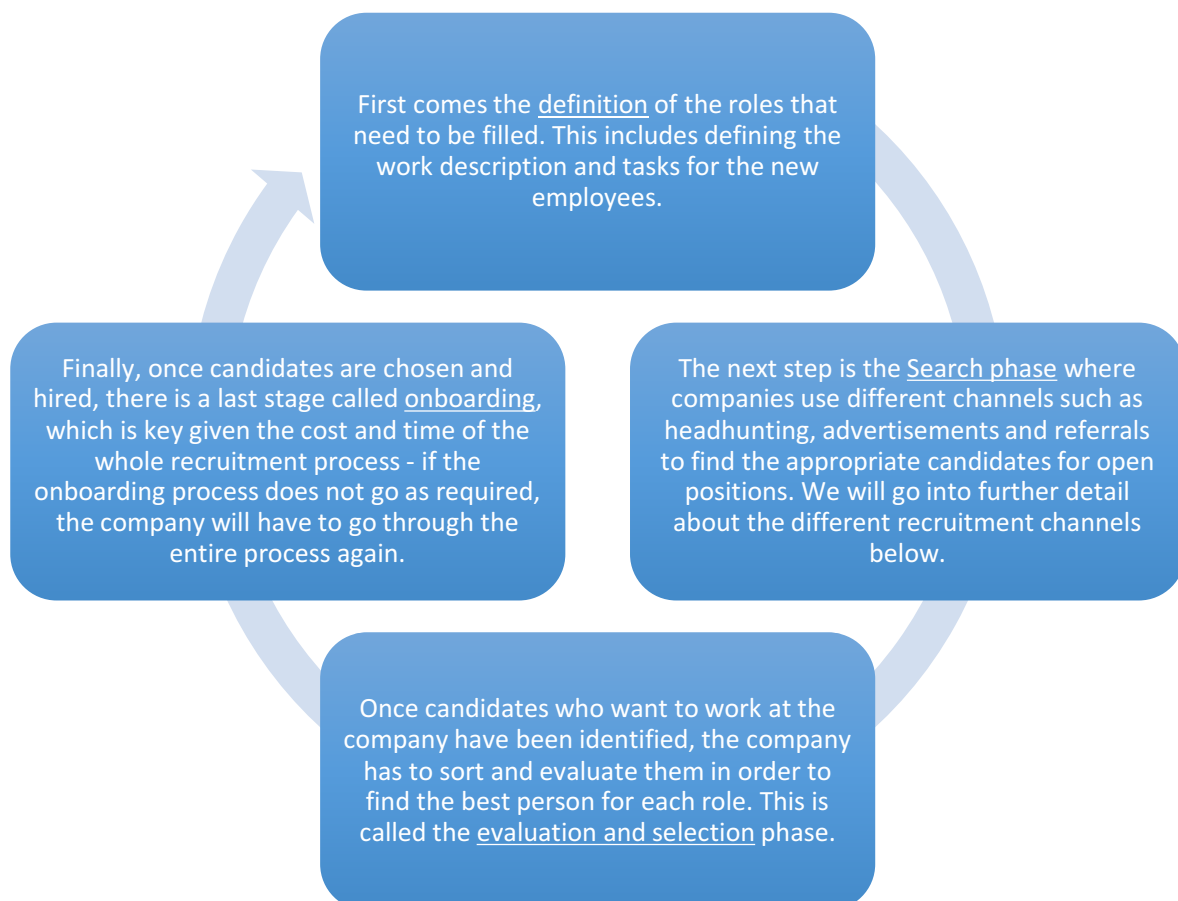 First comes the definition of the roles that
need to be filled. This includes defining the
work description and tasks for the new
employees.
The next step is the Search phase where
companies use different channels such as
headhunting, advertisements and referrals
to find the appropriate candidates for open
positions. We will go into further detail
about the different recruitment channels
below.
Once candidates who want to work at the
company have been identified, the company
has to sort and evaluate them in order to
find the best person for each role. This is
called the evaluation and selection phase.
Finally, once candidates are chosen and
hired, there is a last stage called onboarding,
which is key given the cost and time of the
whole recruitment process - if the
onboarding process does not go as required,
the company will have to go through the
entire process again.